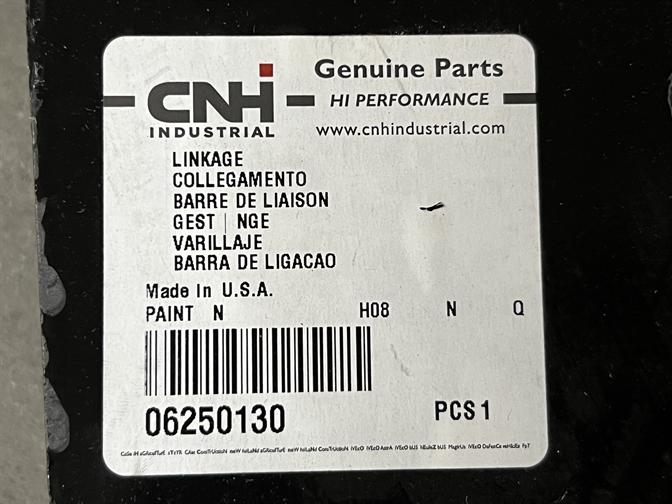 CNH
INDUSTRIAL
Genuine Parts
HI PERFORMANCE
www.cnhindustrial.com
LINKAGE
COLLEGAMENTO
BARRE DE LIAISON
GEST | NGE
VARILLAJE
BARRA DE LIGACAO
Made In U.S.A.
PAINT N H08 N Q
06250130 PCS 1